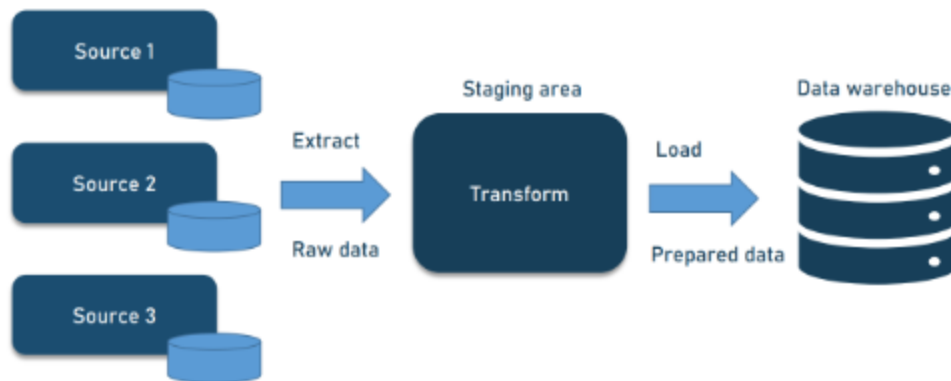 Source 1
Source 2
Source 3
Extract
Raw data
Staging area
Transform
Load
Prepared data
Data warehouse